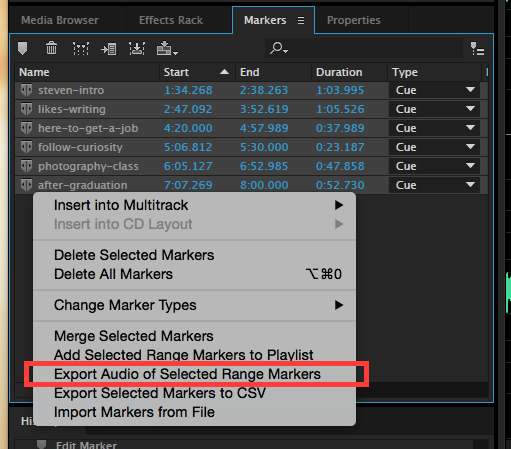 Media Browser Effects Rack Markers Properties
Name Start End Duration Type
steven-intro 1:34.268 2:38.263 1:03.995 Cue
likes-writing 2:47.092 3:52.619 1:05.526 Cue
here-to-get-a-job 4:20.000 4:57.989 0:37.989 Cue
follow-curiosity 5:06.812 5:30.000 0:23.187 Cue
photography-class 6:05.127 6:52.985 0:47.858 Cue
after-graduation 7:07.269 8:00.000 0:52.730 Cue
Insert into Multitrack
Insert into CD Layout
Delete Selected Markers
Delete All Markers ⌥⌘0
Change Marker Types
Merge Selected Markers
Add Selected Range Markers to Playlist
Export Audio of Selected Range Markers
Export Selected Markers to CSV
Import Markers from File
Edit Marker